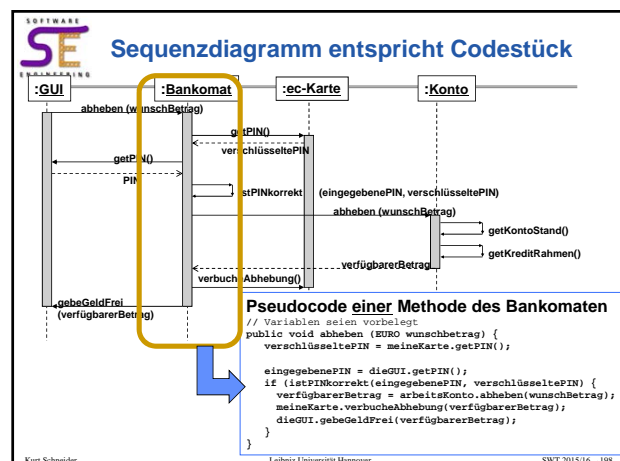 SOFTWARE
SE
ENGINEERING
Sequenzdiagramm entspricht Codestück
:GUI
:Bankomat
:ec-Karte
:Konto
abheben (wunschBetrag)
getPIN()
verschlüsseltePIN
getPIN()
PIN
istPINkorrekt (eingegebenePIN, verschlüsseltePIN)
abheben (wunschBetrag)
getKontoStand()
getKreditRahmen()
verfügbarerBetrag
verbucheAbhebung()
gebeGeldFrei
(verfügbarerBetrag)
Pseudocode einer Methode des Bankomaten
// Variablen seien vorbelegt
public void abheben (EURO wunschbetrag) {
verschlüsseltePIN = meineKarte.getPIN();
eingegebenePIN = dieGUI.getPIN();
if (istPINkorrekt(eingegebenePIN, verschlüsseltePIN) {
verfügbarerBetrag = arbeitsKonto.abheben(wunschBetrag);
meineKarte.verbucheAbhebung(verfügbarerBetrag);
dieGUI.gebeGeldFrei(verfügbarerBetrag);
}
}
Kurt Schneider
Leibniz Universität Hannover
SWT 2015/16 198